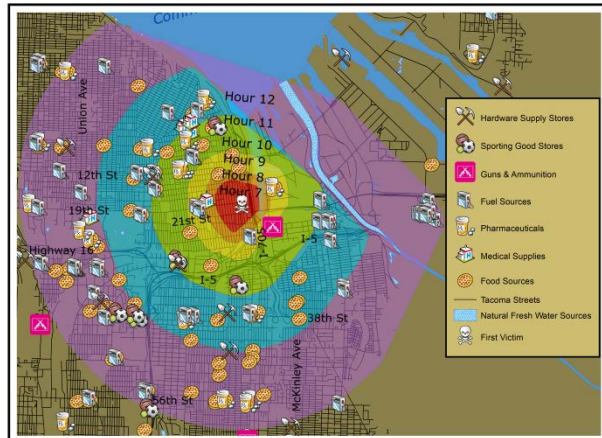 Comm
Union Ave
Hour 12
Hour 11
Hour 10
Hour 9
Hour 8
Hour 7
12th St
19th St
21st St
I-705
I-5
Highway 16
I-5
38th St
McKinley Ave
56th St
Hardware Supply Stores
Sporting Good Stores
Guns & Ammunition
Fuel Sources
Pharmaceuticals
Medical Supplies
Food Sources
Tacoma Streets
Natural Fresh Water Sources
First Victim